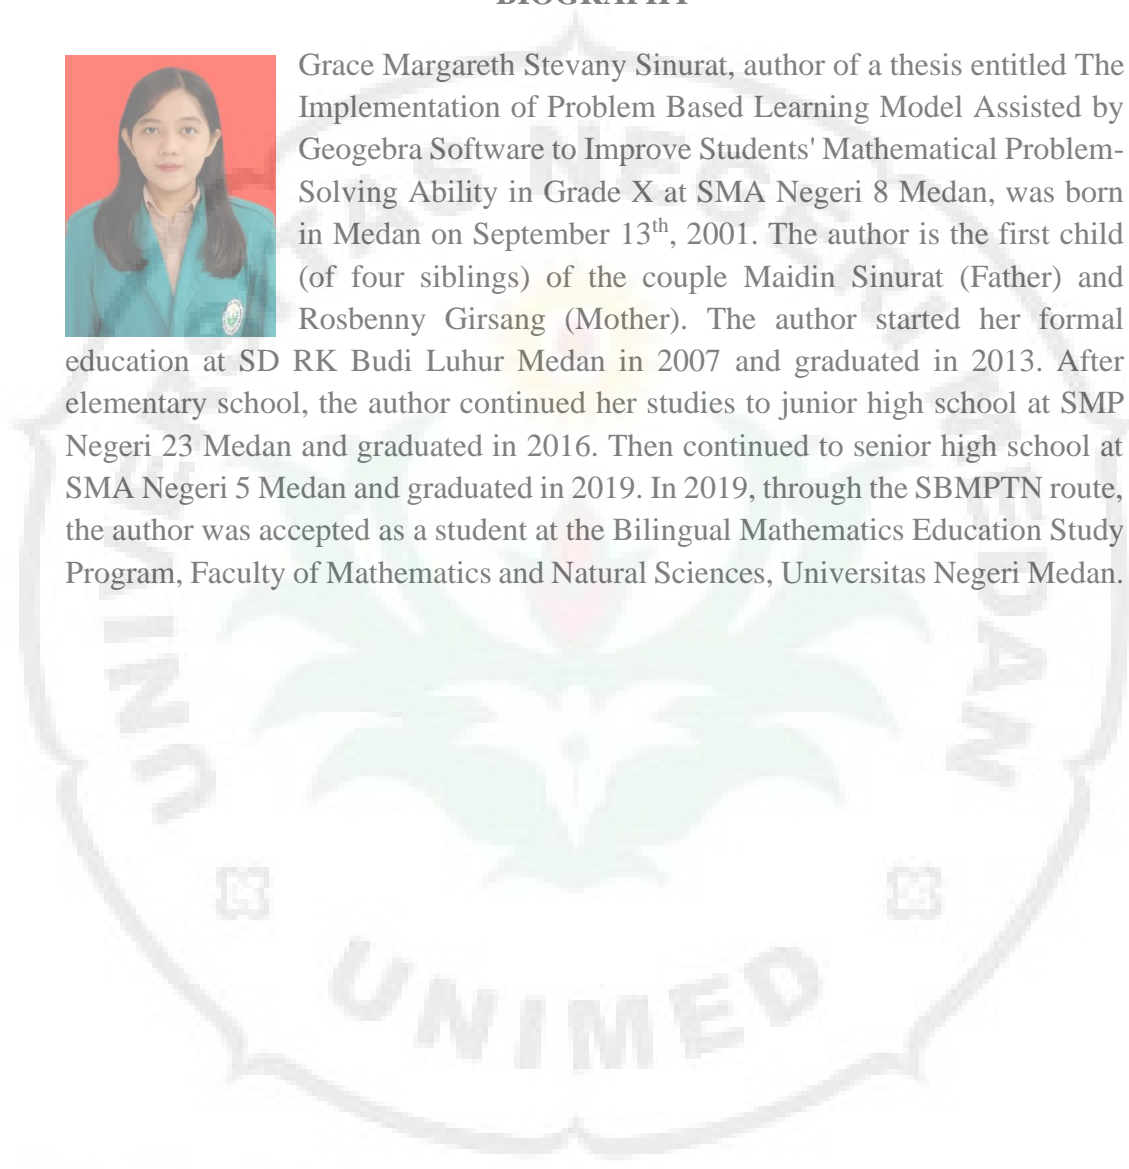 BIOGRAPHY
Grace Margareth Stevany Sinurat, author of a thesis entitled The
Implementation of Problem Based Learning Model Assisted by
Geogebra Software to Improve Students' Mathematical Problem-
Solving Ability in Grade X at SMA Negeri 8 Medan, was born
in Medan on September 13th, 2001. The author is the first child
(of four siblings) of the couple Maidin Sinurat (Father) and
Rosbenny Girsang (Mother). The author started her formal
education at SD RK Budi Luhur Medan in 2007 and graduated in 2013. After
elementary school, the author continued her studies to junior high school at SMP
Negeri 23 Medan and graduated in 2016. Then continued to senior high school at
SMA Negeri 5 Medan and graduated in 2019. In 2019, through the SBMPTN route,
the author was accepted as a student at the Bilingual Mathematics Education Study
Program, Faculty of Mathematics and Natural Sciences, Universitas Negeri Medan.
UNIVERSITAS NEGERI MEDAN
UNIMED